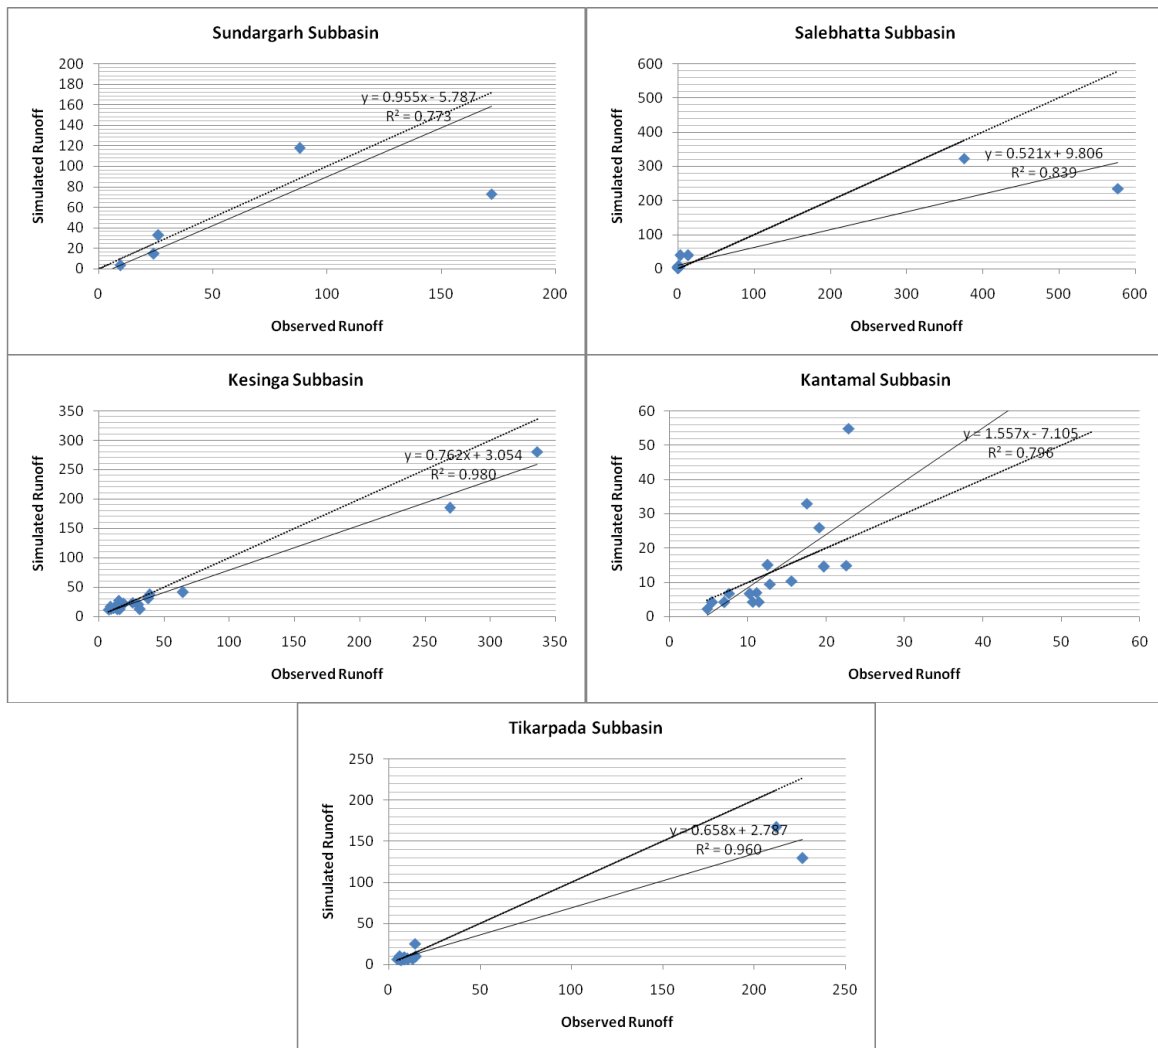 Sundargarh Subbasin
Simulated Runoff
200
180
160
140
120
100
80
60
40
20
0
y = 0.955x - 5.787
R² = 0.773
0 50 100 150 200
Observed Runoff
Salebhatta Subbasin
Simulated Runoff
600
500
400
300
200
100
0
y = 0.521x + 9.806
R² = 0.839
0 100 200 300 400 500 600
Observed Runoff
Kesinga Subbasin
Simulated Runoff
350
300
250
200
150
100
50
0
y = 0.762x + 3.054
R² = 0.980
0 50 100 150 200 250 300 350
Observed Runoff
Kantamal Subbasin
Simulated Runoff
60
50
40
30
20
10
0
y = 1.557x - 7.105
R² = 0.796
0 10 20 30 40 50 60
Observed Runoff
Tikarpada Subbasin
Simulated Runoff
250
200
150
100
50
0
y = 0.658x + 2.787
R² = 0.960
0 50 100 150 200 250
Observed Runoff